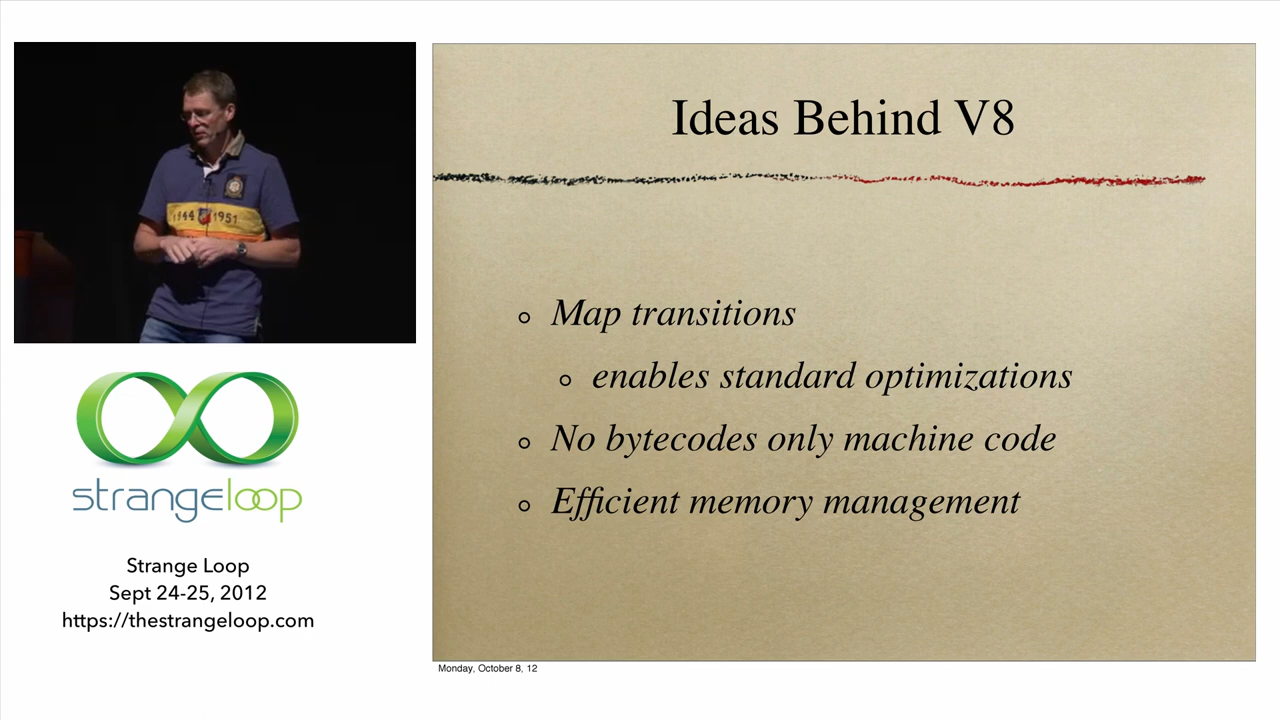 1944 1951
strangeloop
Strange Loop
Sept 24-25, 2012
https://thestrangeloop.com
Ideas Behind V8
Map transitions
enables standard optimizations
No bytecodes only machine code
Efficient memory management
Monday, October 8, 12